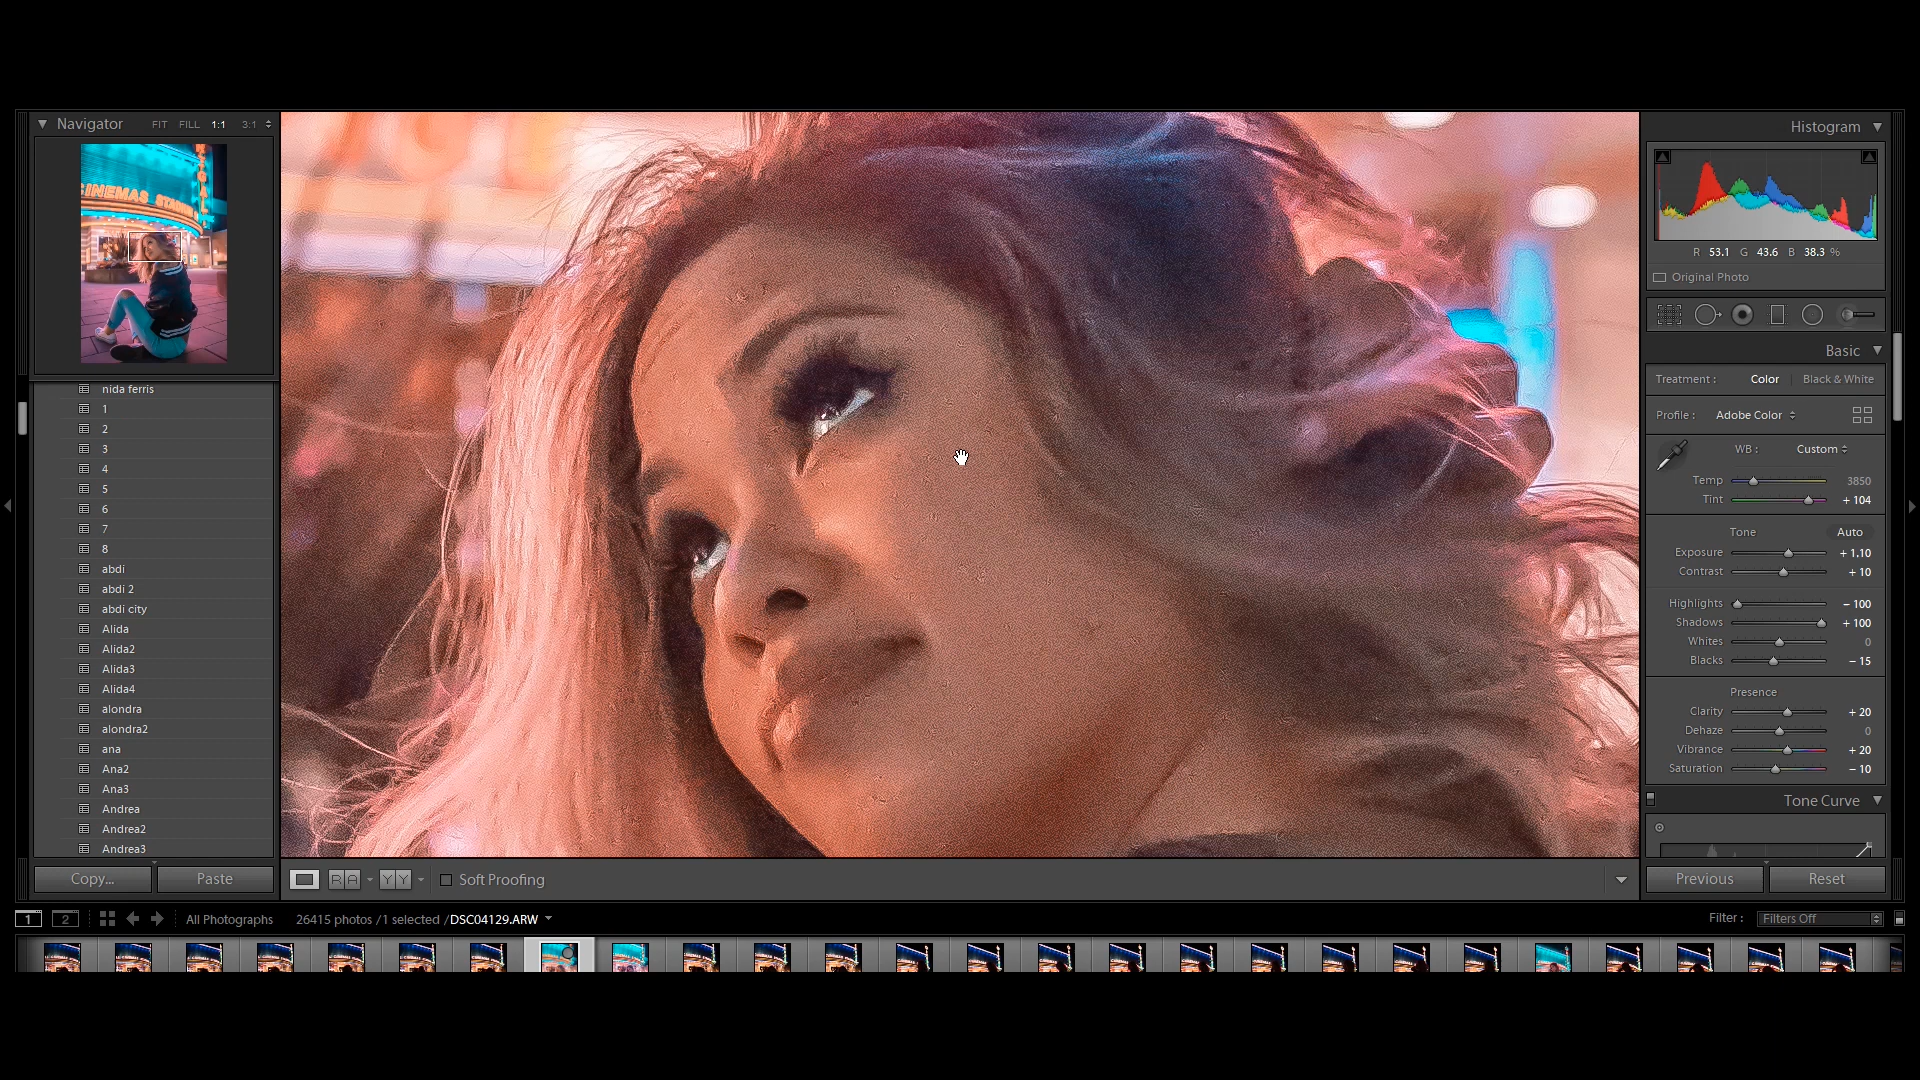 Navigator FIT FILL 1:1 3:1
CINEMAS STADIU
nida ferris
1
2
3
4
5
6
7
8
abdi
abdi 2
abdi city
Alida
Alida2
Alida3
Alida4
alondra
alondra2
ana
Ana2
Ana3
Andrea
Andrea2
Andrea3
Copy... Paste
R A Y Y Soft Proofing
Histogram
R 53.1 G 43.6 B 38.3 %
Original Photo
Basic
Treatment : Color Black & White
Profile : Adobe Color
WB : Custom
Temp 3850
Tint + 104
Tone Auto
Exposure + 1.10
Contrast + 10
Highlights − 100
Shadows + 100
Whites 0
Blacks − 15
Presence
Clarity + 20
Dehaze 0
Vibrance + 20
Saturation − 10
Tone Curve
Previous Reset
1 2 All Photographs 26415 photos / 1 selected / DSC04129.ARW Filter : Filters Off